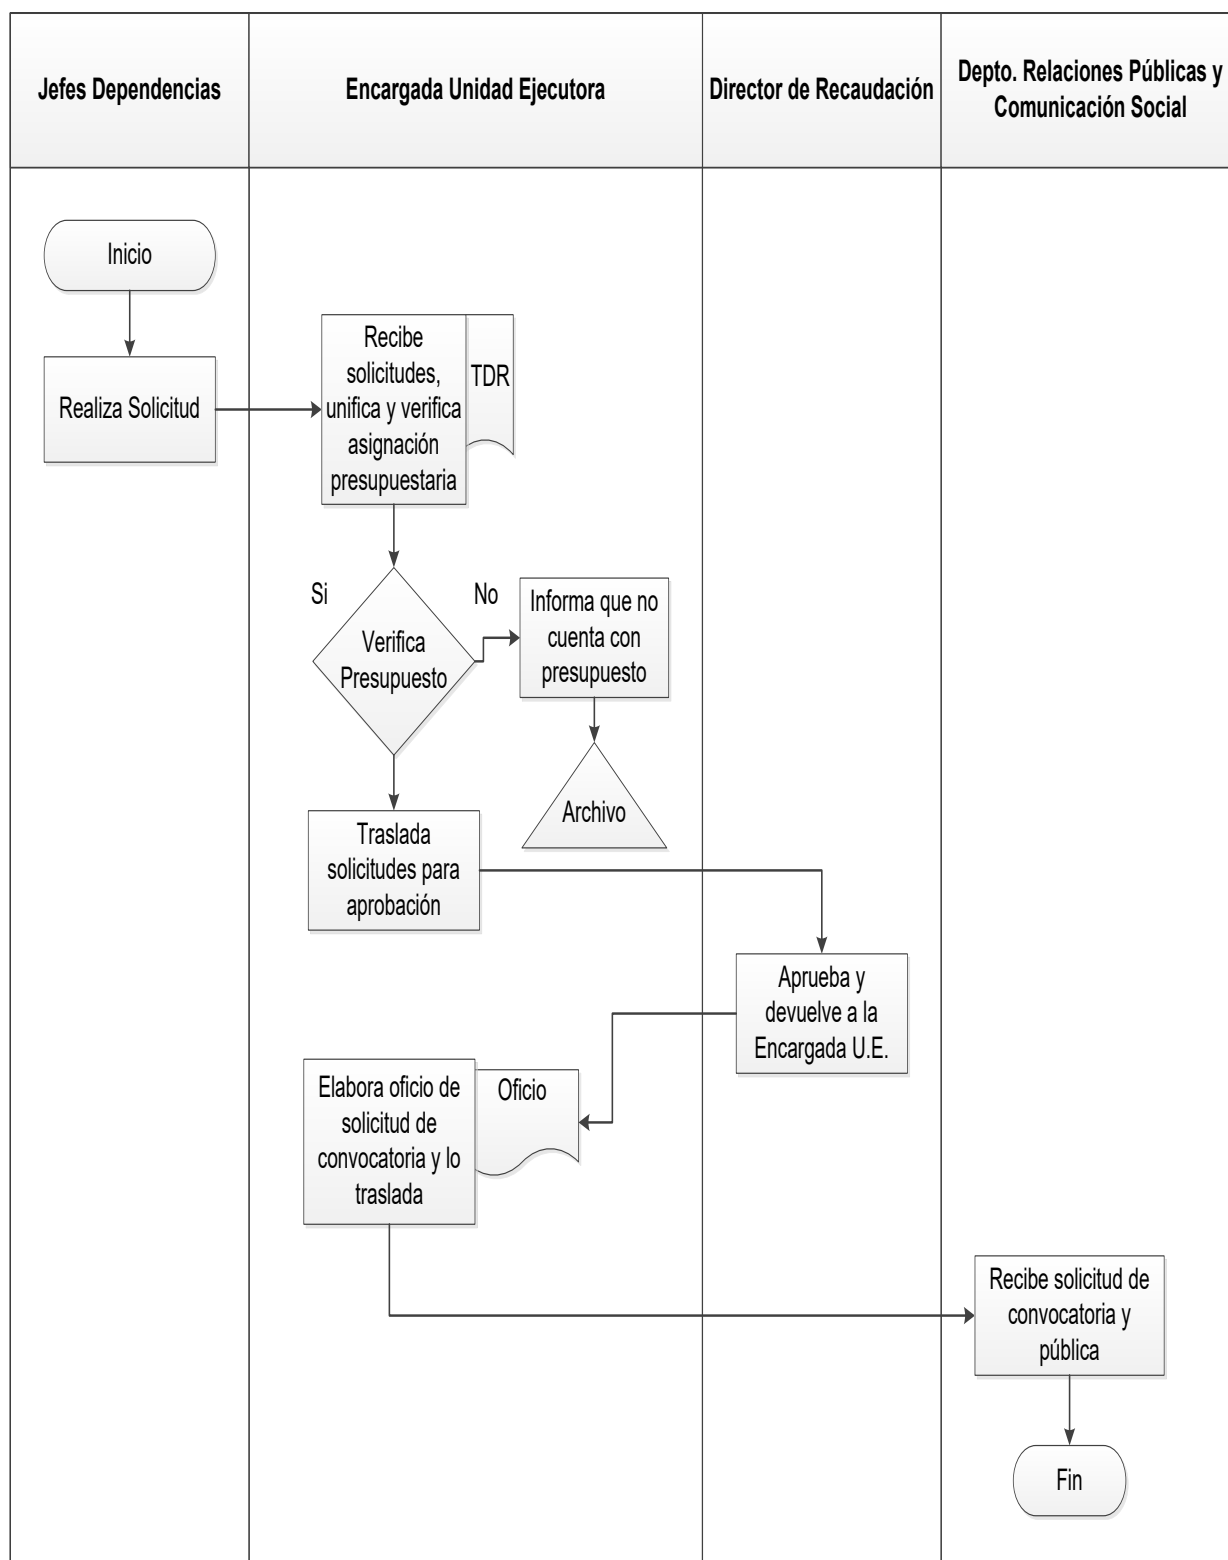 Jefes Dependencias
Encargada Unidad Ejecutora
Director de Recaudación
Depto. Relaciones Públicas y
Comunicación Social
Inicio
Realiza Solicitud
Recibe
solicitudes,
unifica y verifica
asignación
presupuestaria
TDR
Si
No
Verifica
Presupuesto
Informa que no
cuenta con
presupuesto
Archivo
Traslada
solicitudes para
aprobación
Aprueba y
devuelve a la
Encargada U.E.
Elabora oficio de
solicitud de
convocatoria y lo
traslada
Oficio
Recibe solicitud de
convocatoria y
pública
Fin